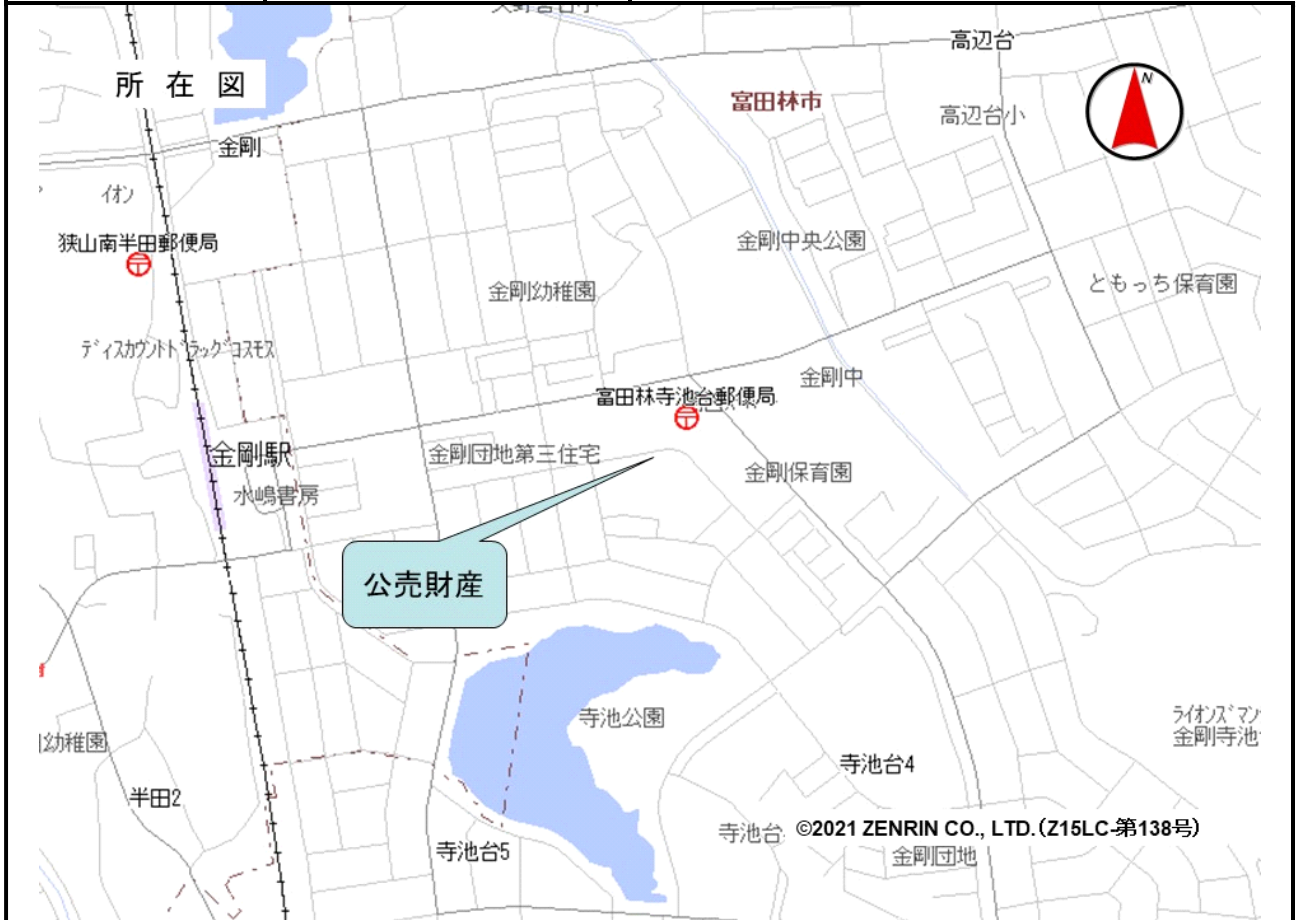 高辺台
所在図
富田林市
高辺台小
N
金剛
イオン
狭山南半田郵便局
金剛中央公園
ともっち保育園
金剛幼稚園
ディスカウントドラッグコスモス
金剛中
富田林寺池台郵便局
金剛駅
金剛団地第三住宅
金剛保育園
水嶋書房
公売財産
寺池公園
幼稚園
ライオンズマン
金剛寺池
寺池台4
半田2
寺池台
©2021 ZENRIN CO., LTD.(Z15LC-第138号)
寺池台5
金剛団地